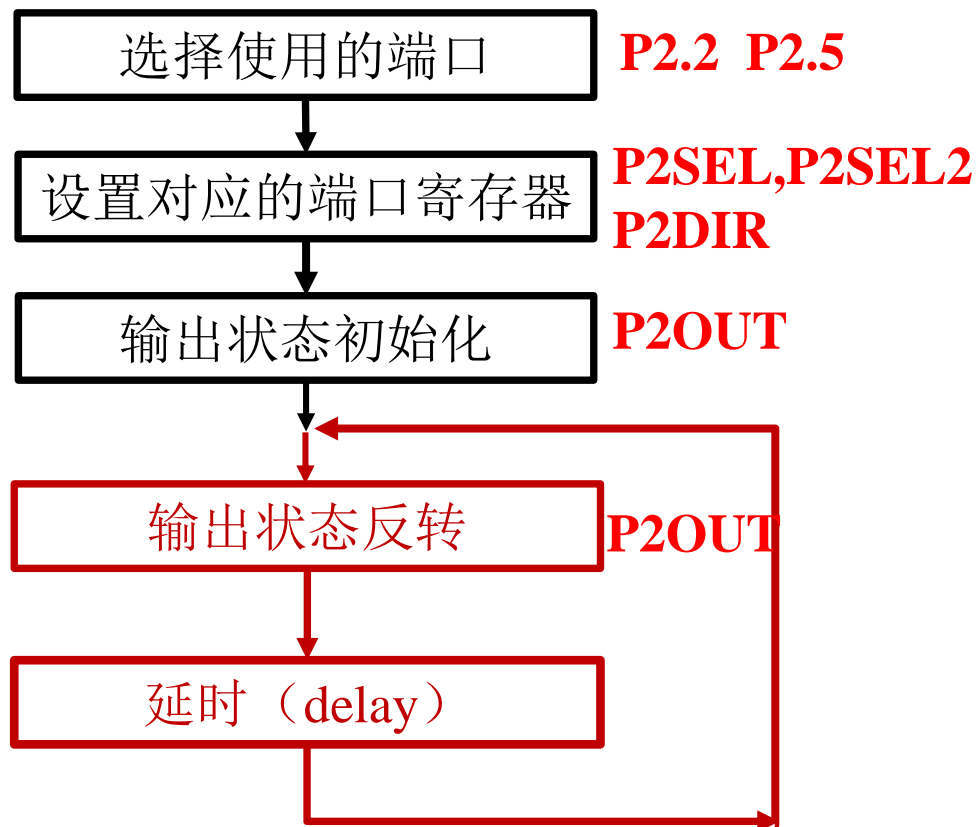 选择使用的端口
P2.2 P2.5
设置对应的端口寄存器
P2SEL,P2SEL2
P2DIR
输出状态初始化
P2OUT
输出状态反转
P2OUT
延时（delay）